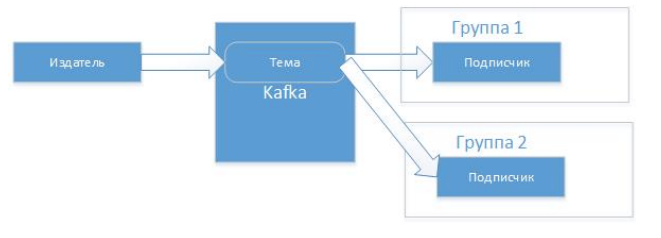 Группа 1
Издатель
Тема
Подписчик
Kafka
Группа 2
Подписчик